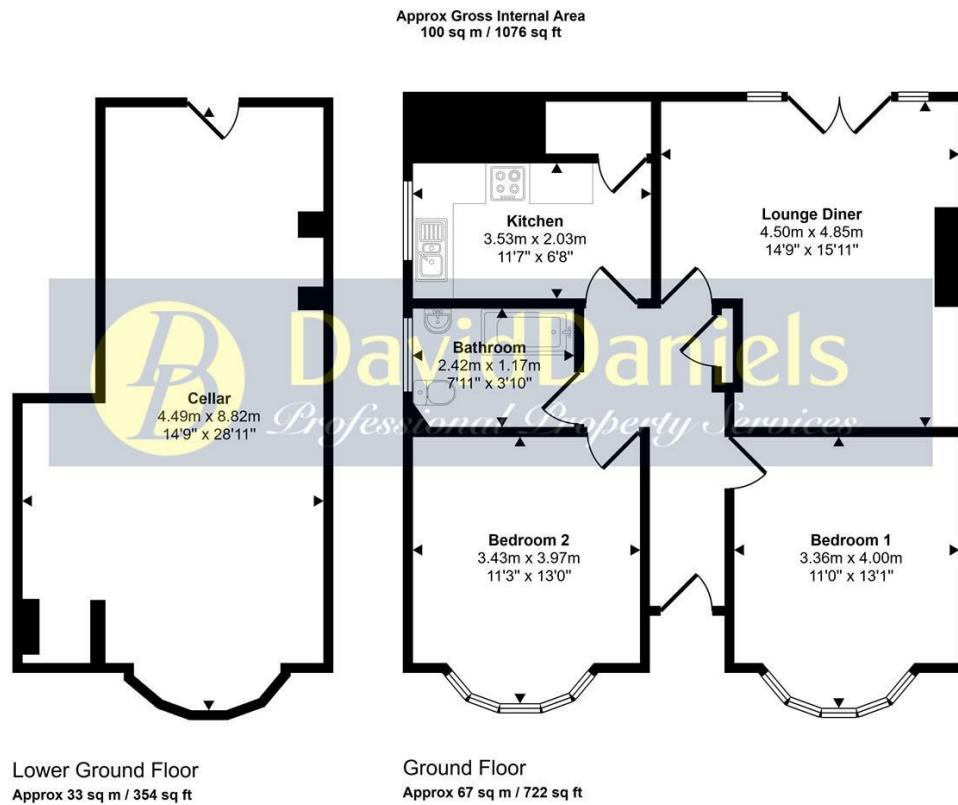 Approx Gross Internal Area
100 sq m / 1076 sq ft
Kitchen
3.53m x 2.03m
11'7" x 6'8"
Lounge Diner
4.50m x 4.85m
14'9" x 15'11"
DB
DavidDaniels
Professional Property Services
Bathroom
2.42m x 1.17m
7'11" x 3'10"
Cellar
4.49m x 8.82m
14'9" x 28'11"
Bedroom 2
3.43m x 3.97m
11'3" x 13'0"
Bedroom 1
3.36m x 4.00m
11'0" x 13'1"
Lower Ground Floor
Approx 33 sq m / 354 sq ft
Ground Floor
Approx 67 sq m / 722 sq ft